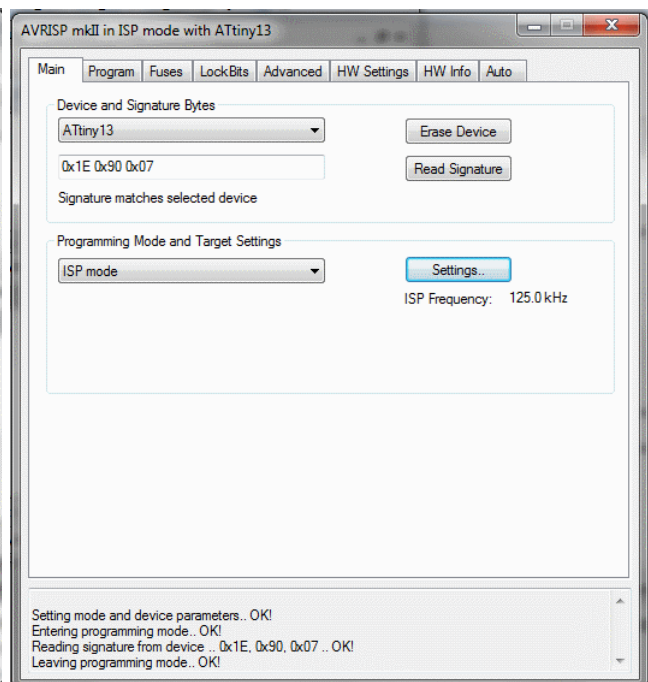 AVRISP mkII in ISP mode with ATtiny13
Main Program Fuses LockBits Advanced HW Settings HW Info Auto
Device and Signature Bytes
ATtiny13 Erase Device
0x1E 0x90 0x07 Read Signature
Signature matches selected device
Programming Mode and Target Settings
ISP mode Settings..
ISP Frequency: 125.0 kHz
Setting mode and device parameters.. OK!
Entering programming mode.. OK!
Reading signature from device .. 0x1E, 0x90, 0x07 .. OK!
Leaving programming mode.. OK!